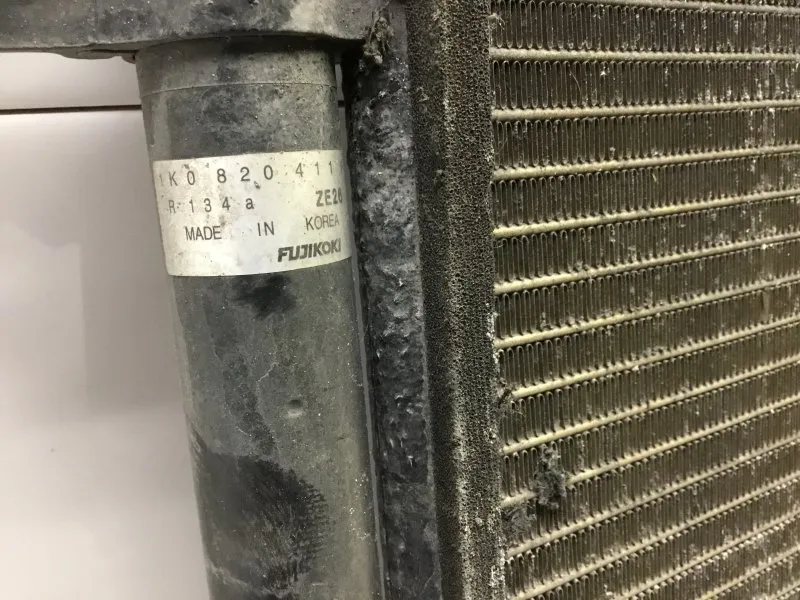 1K0 820 411
R 134a ZE26
MADE IN KOREA
FUJIKOKI